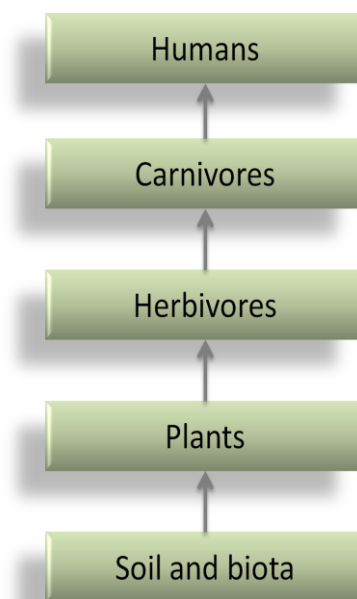 Humans
Carnivores
Herbivores
Plants
Soil and biota